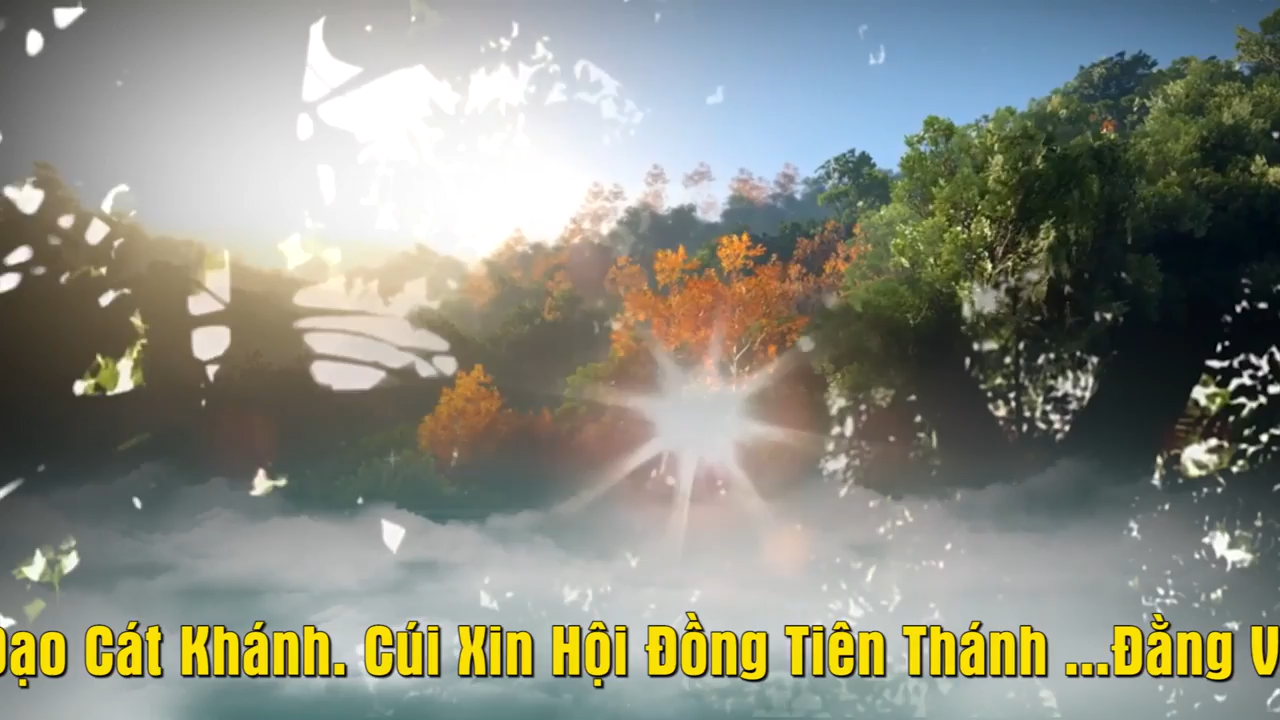 Đạo Cát Khánh. Cúi Xin Hội Đồng Tiên Thánh ...Đằng